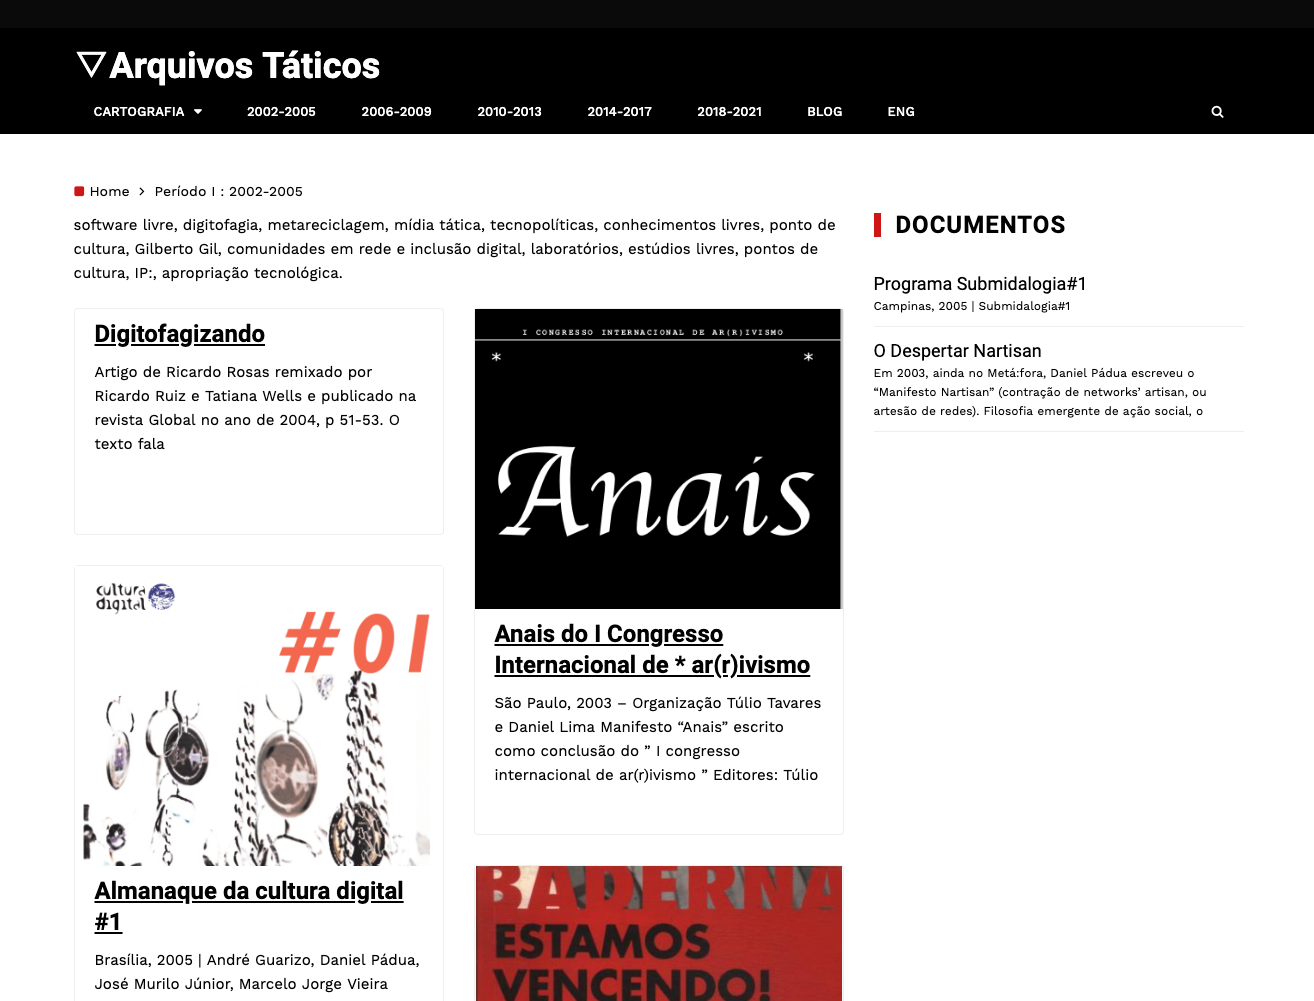 ▽Arquivos Táticos
CARTOGRAFIA 2002-2005 2006-2009 2010-2013 2014-2017 2018-2021 BLOG ENG
Home > Período I : 2002-2005
software livre, digitofagia, metareciclagem, mídia tática, tecnopolíticas, conhecimentos livres, ponto de
cultura, Gilberto Gil, comunidades em rede e inclusão digital, laboratórios, estúdios livres, pontos de
cultura, IP:, apropriação tecnológica.
Digitofagizando
Artigo de Ricardo Rosas remixado por
Ricardo Ruiz e Tatiana Wells e publicado na
revista Global no ano de 2004, p 51-53. O
texto fala
cultura
digital
#01
Almanaque da cultura digital
#1
Brasília, 2005 | André Guarizo, Daniel Pádua,
José Murilo Júnior, Marcelo Jorge Vieira
I CONGRESSO INTERNACIONAL DE AR(R)IVISMO
* *
Anais
Anais do I Congresso
Internacional de * ar(r)ivismo
São Paulo, 2003 – Organização Túlio Tavares
e Daniel Lima Manifesto “Anais” escrito
como conclusão do ” I congresso
internacional de ar(r)ivismo ” Editores: Túlio
BADERNA
ESTAMOS
VENCENDO!
DOCUMENTOS
Programa Submidalogia#1
Campinas, 2005 | Submidalogia#1
O Despertar Nartisan
Em 2003, ainda no Metá:fora, Daniel Pádua escreveu o
“Manifesto Nartisan” (contração de networks’ artisan, ou
artesão de redes). Filosofia emergente de ação social, o